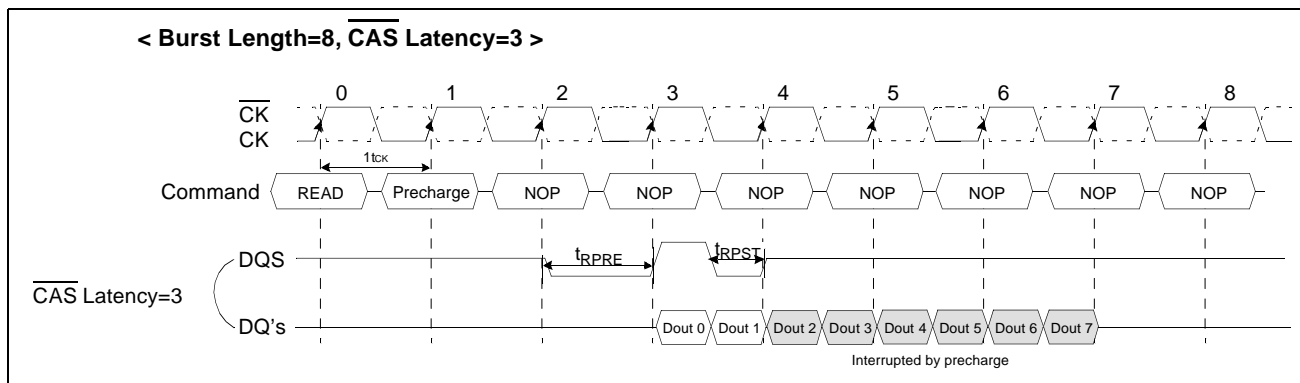 < Burst Length=8, CAS Latency=3 >
0 1 2 3 4 5 6 7 8
CK
CK
1tCK
Command READ Precharge NOP NOP NOP NOP NOP NOP NOP
DQS tRPRE tRPST
CAS Latency=3
DQ's Dout 0 Dout 1 Dout 2 Dout 3 Dout 4 Dout 5 Dout 6 Dout 7
Interrupted by precharge